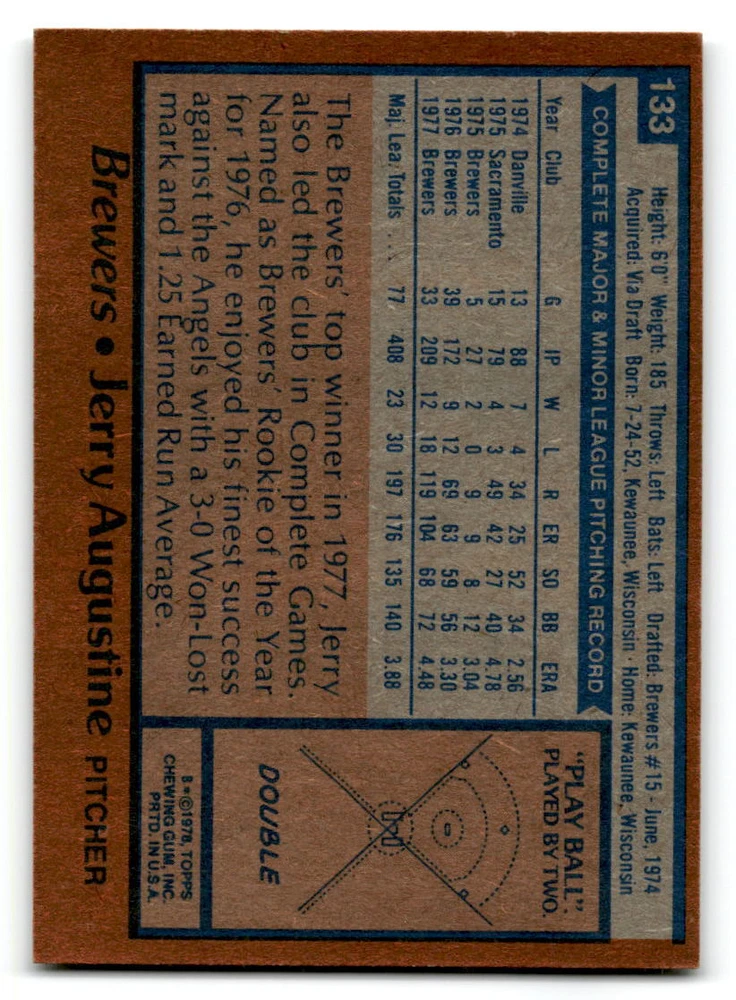 133
Height: 6'0" Weight: 185 Throws: Left Bats: Left Drafted: Brewers #15 - June, 1974
Acquired: Via Draft Born: 7-24-52, Kewaunee, Wisconsin · Home: Kewaunee, Wisconsin
COMPLETE MAJOR & MINOR LEAGUE PITCHING RECORD
Year Club G IP W L R ER SO BB ERA
1974 Danville 13 88 7 4 34 25 52 34 2.56
1975 Sacramento 15 79 4 3 49 42 27 40 4.78
1975 Brewers 5 27 2 0 9 9 8 12 3.04
1976 Brewers 39 172 9 12 69 63 59 56 3.30
1977 Brewers 33 209 12 18 119 104 68 72 4.48
Maj. Lea. Totals ... 77 408 23 30 197 176 135 140 3.88
The Brewers' top winner in 1977, Jerry
also led the club in Complete Games.
Named as Brewers' Rookie of the Year
for 1976, he enjoyed his finest success
against the Angels with a 3-0 Won-Lost
mark and 1.25 Earned Run Average.
"PLAY BALL":
PLAYED BY TWO.
DOUBLE
B*©1978, TOPPS
CHEWING GUM, INC.
PRTD. IN U.S.A.
Brewers • Jerry Augustine PITCHER